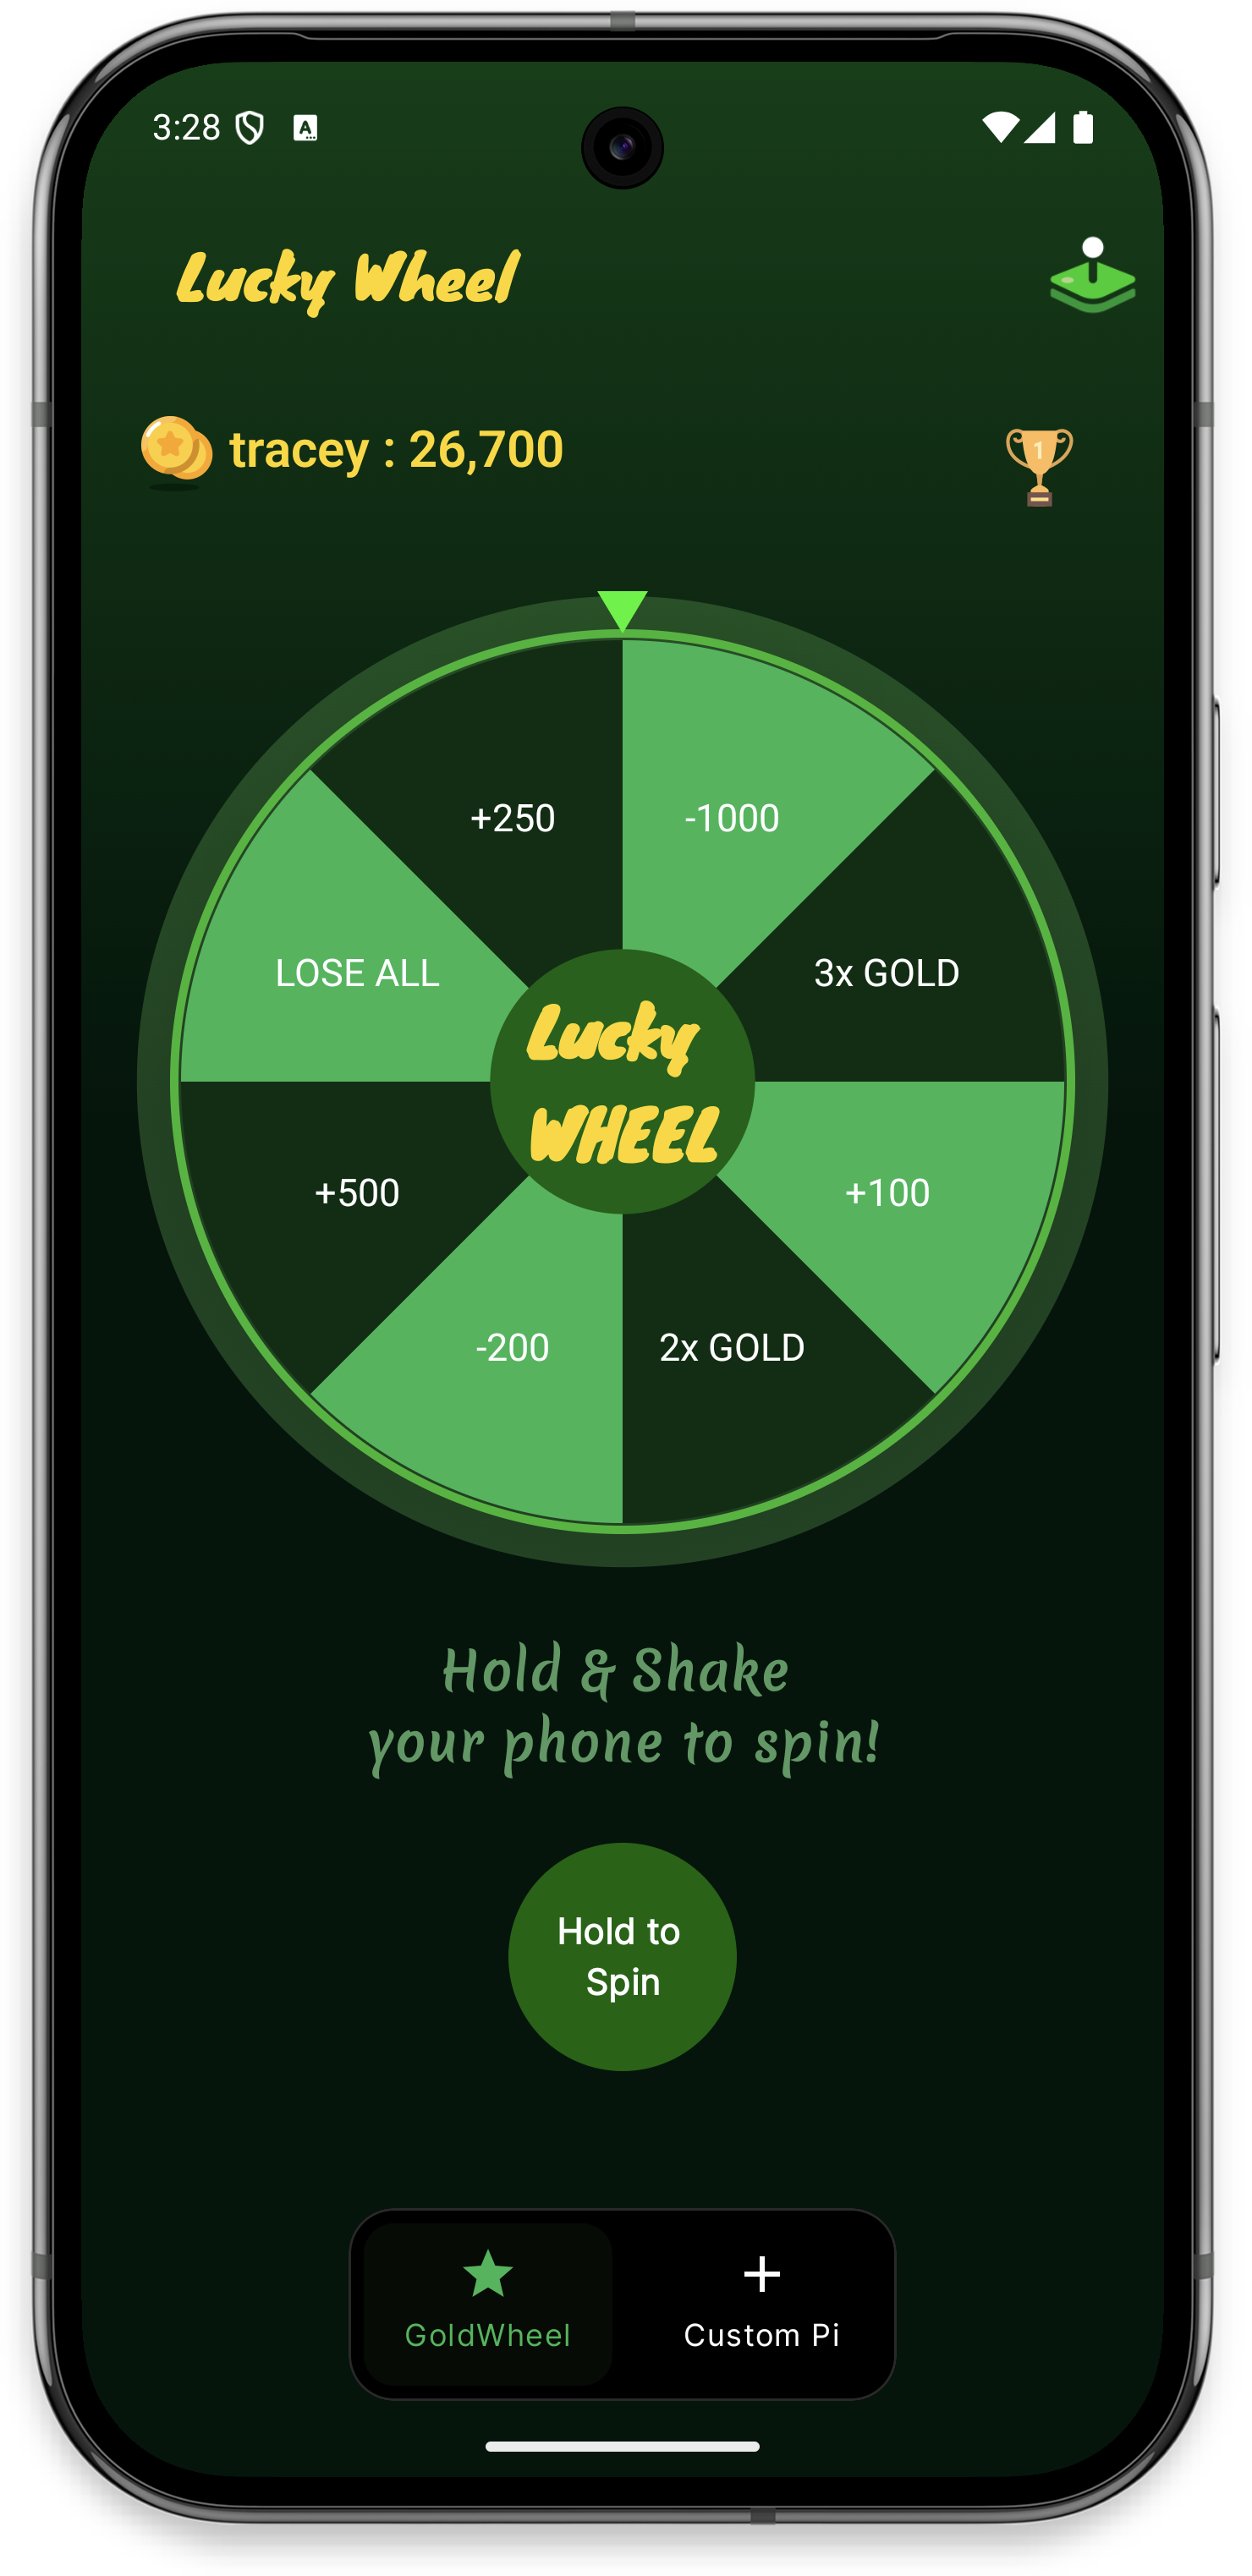 3:28
A
Lucky Wheel
tracey : 26,700
1
+250
-1000
LOSE ALL
3x GOLD
Lucky
WHEEL
+500
+100
-200
2x GOLD
Hold & Shake
your phone to spin!
Hold to
Spin
GoldWheel
Custom Pi